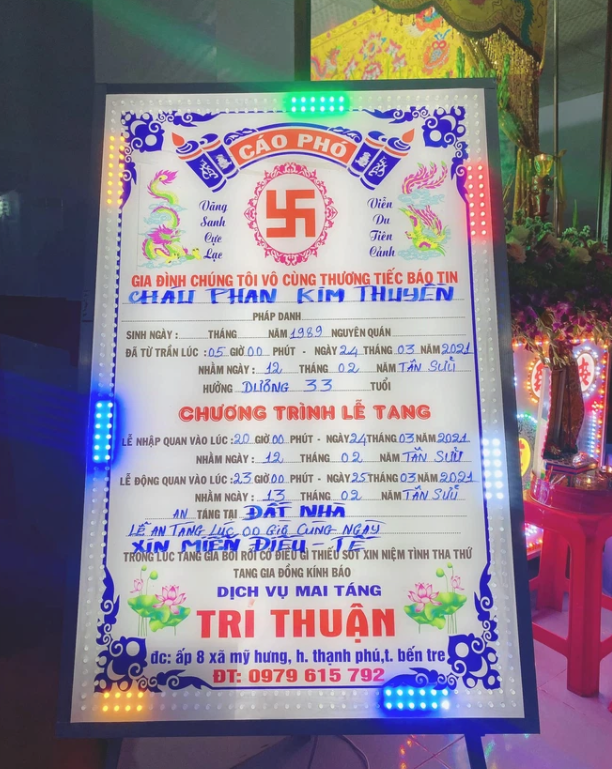 CÁO PHÓ
Vãng
Sanh
Cực
Lạc
Viễn
Du
Tiên
Cảnh
GIA ĐÌNH CHÚNG TÔI VÔ CÙNG THƯƠNG TIẾC BÁO TIN
CHÂU PHAN KIM THUYỀN
PHÁP DANH
SINH NGÀY : THÁNG NĂM 1989 NGUYÊN QUÁN
ĐÃ TỪ TRẦN LÚC : 05 GIỜ 00 PHÚT - NGÀY 24 THÁNG 03 NĂM 2021
NHẰM NGÀY : 12 THÁNG 02 NĂM TÂN SỬU
HƯỞNG DƯỠNG 33 TUỔI
CHƯƠNG TRÌNH LỄ TANG
LỄ NHẬP QUAN VÀO LÚC : 20 GIỜ 00 PHÚT - NGÀY 24 THÁNG 03 NĂM 2021
NHẰM NGÀY : 12 THÁNG 02 NĂM TÂN SỬU
LỄ ĐỘNG QUAN VÀO LÚC : 23 GIỜ 00 PHÚT - NGÀY 25 THÁNG 03 NĂM 2021
NHẰM NGÀY : 13 THÁNG 02 NĂM TÂN SỬU
AN TÁNG TẠI ĐẤT NHÀ
LỄ AN TANG LÚC 00 GIỜ CÙNG NGÀY
XIN MIỄN ĐIẾU - TẾ
TRONG LÚC TANG GIA BỐI RỐI CÓ ĐIỀU GÌ THIẾU SÓT XIN NIỆM TÌNH THA THỨ
TANG GIA ĐỒNG KÍNH BÁO
DỊCH VỤ MAI TÁNG
TRÍ THUẬN
đc: ấp 8 xã mỹ hưng, h. thạnh phú,t. bến tre
ĐT: 0979 615 792